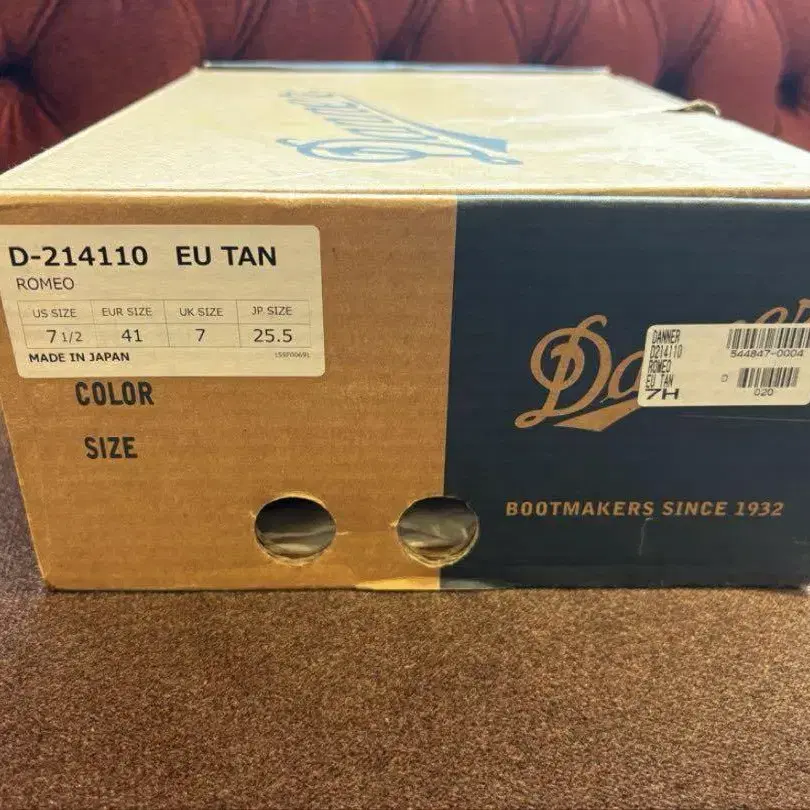 Danner
D-214110 EU TAN
ROMEO
US SIZE EUR SIZE UK SIZE JP SIZE
7 1/2 41 7 25.5
MADE IN JAPAN
COLOR
SIZE
DANNER
D214110
ROMEO
EU TAN
7H
544847-0004
020
BOOTMAKERS SINCE 1932